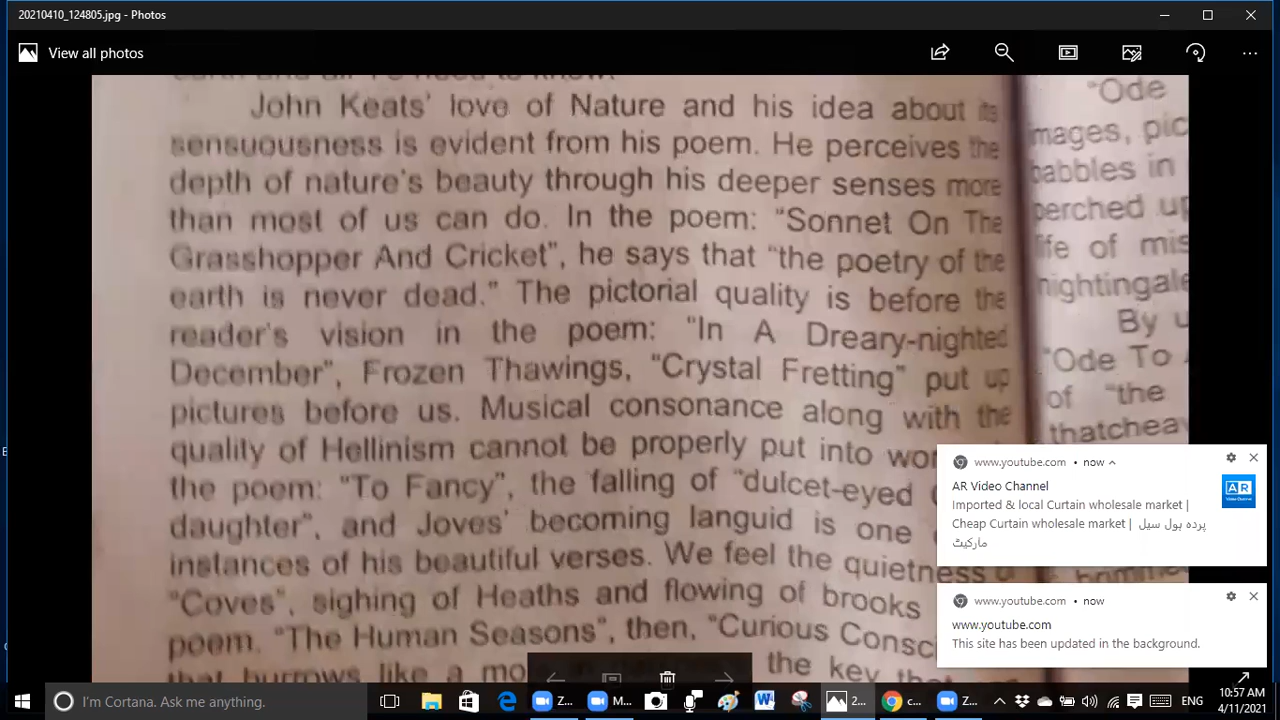 20210410_124805.jpg - Photos
View all photos
John Keats' love of Nature and his idea about its
sensuousness is evident from his poem. He perceives the
depth of nature's beauty through his deeper senses more
than most of us can do. In the poem: "Sonnet On The
Grasshopper And Cricket", he says that "the poetry of the
earth is never dead." The pictorial quality is before the
reader's vision in the poem: "In A Dreary-nighted
December", Frozen Thawings, "Crystal Fretting" put up
pictures before us. Musical consonance along with the
quality of Hellinism cannot be properly put into
the poem: "To Fancy", the falling of "dulcet-eyed
daughter", and Joves' becoming languid is one
instances of his beautiful verses. We feel the quietness
"Coves", sighing of Heaths and flowing of brooks
poem. "The Human Seasons", then, "Curious
that burrows like a the key
"Ode
in
perched
life of
nightingale
By
"Ode To
of "the
www.youtube.com • now
AR Video Channel
Imported & local Curtain wholesale market |
Cheap Curtain wholesale market | پردہ ہول سیل
مارکیٹ
www.youtube.com • now
www.youtube.com
This site has been updated in the background.
I'm Cortana. Ask me anything.
Z...
M...
2...
c...
Z...
ENG
10:57 AM
4/11/2021